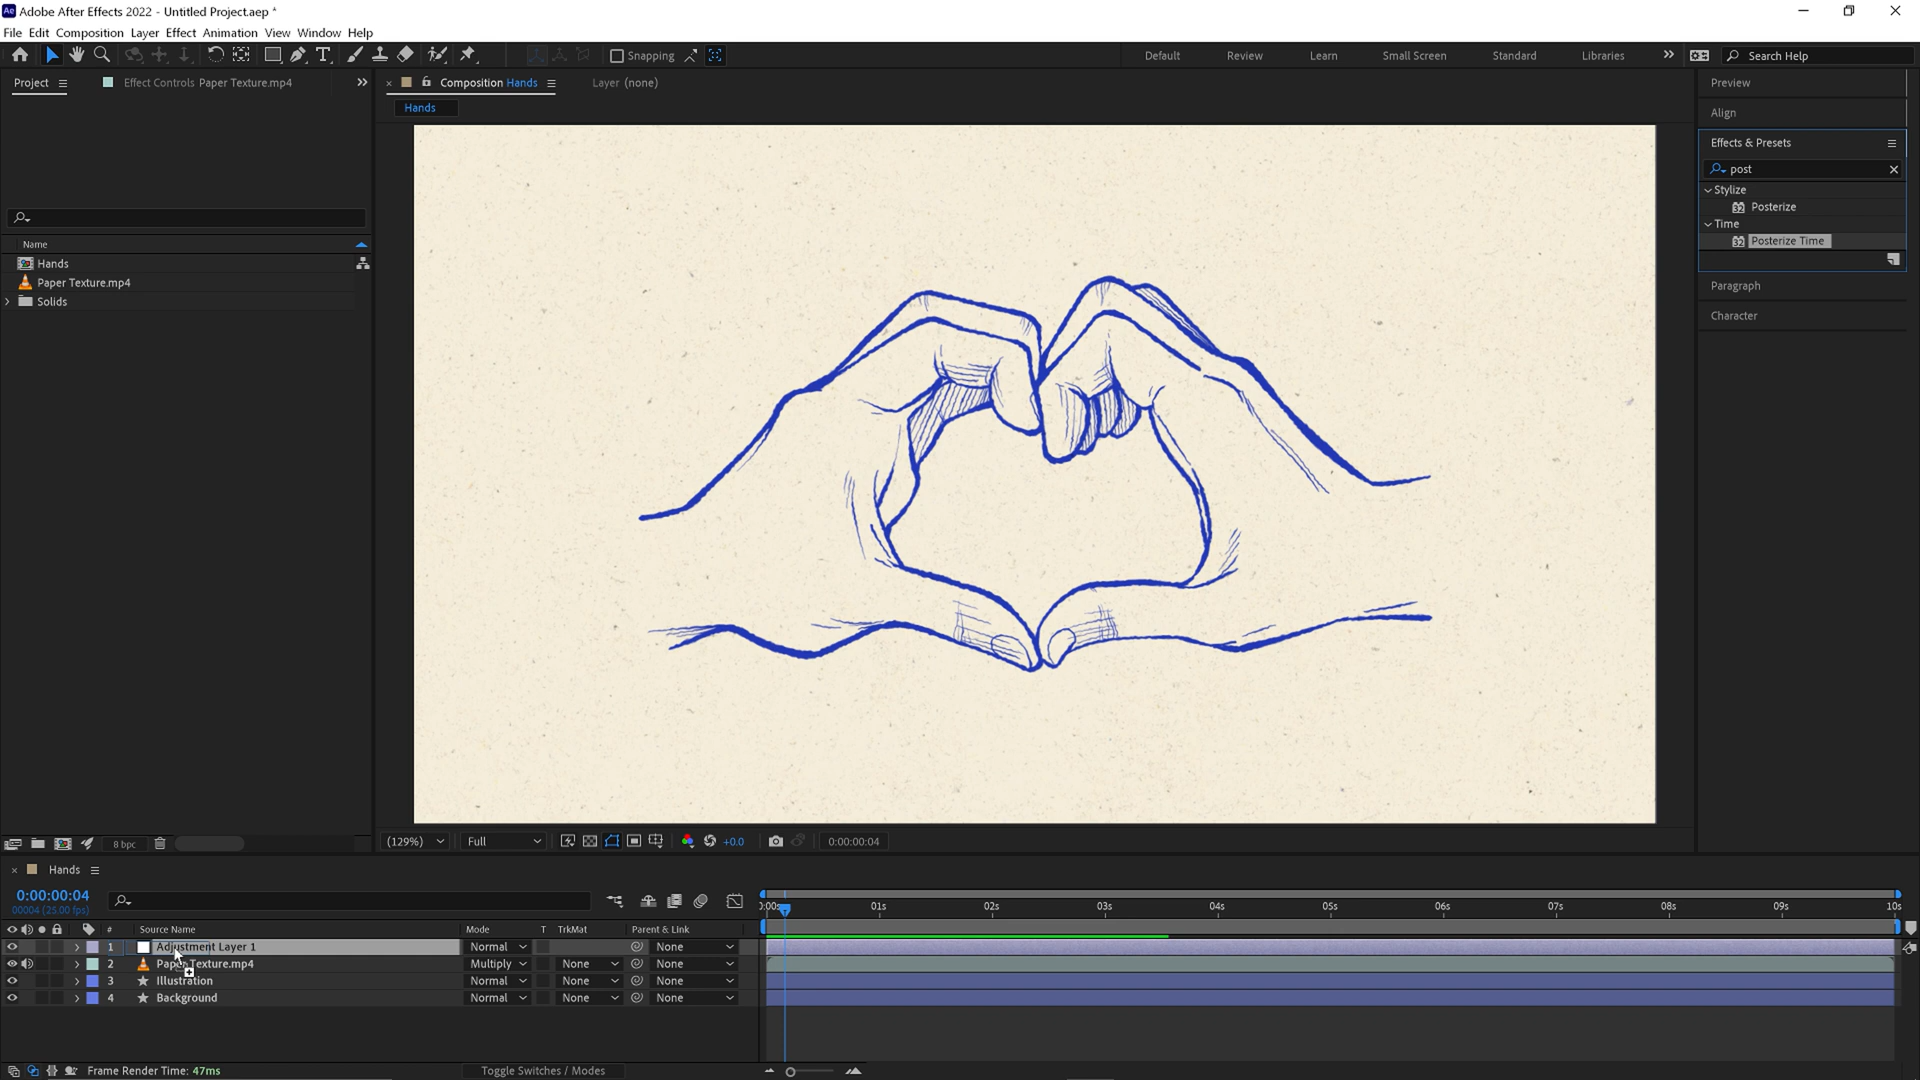 Ae Adobe After Effects 2022 - Untitled Project.aep *
File Edit Composition Layer Effect Animation View Window Help
Snapping Default Review Learn Small Screen Standard Libraries Search Help
Project Effect Controls Paper Texture.mp4 Composition Hands Layer (none) Preview
Hands
Align
Effects & Presets
post
Stylize
Posterize
Time
Posterize Time
Paragraph
Character
Name
Hands
Paper Texture.mp4
Solids
8 bpc (129%) Full +0.0 0:00:00:04
Hands
0:00:00:04
00004 (25.00 fps)
:00s 01s 02s 03s 04s 05s 06s 07s 08s 09s 10s
# Source Name Mode T TrkMat Parent & Link
1 Adjustment Layer 1 Normal None
2 Paper Texture.mp4 Multiply None None
3 Illustration Normal None None
4 Background Normal None None
Frame Render Time: 47ms Toggle Switches / Modes